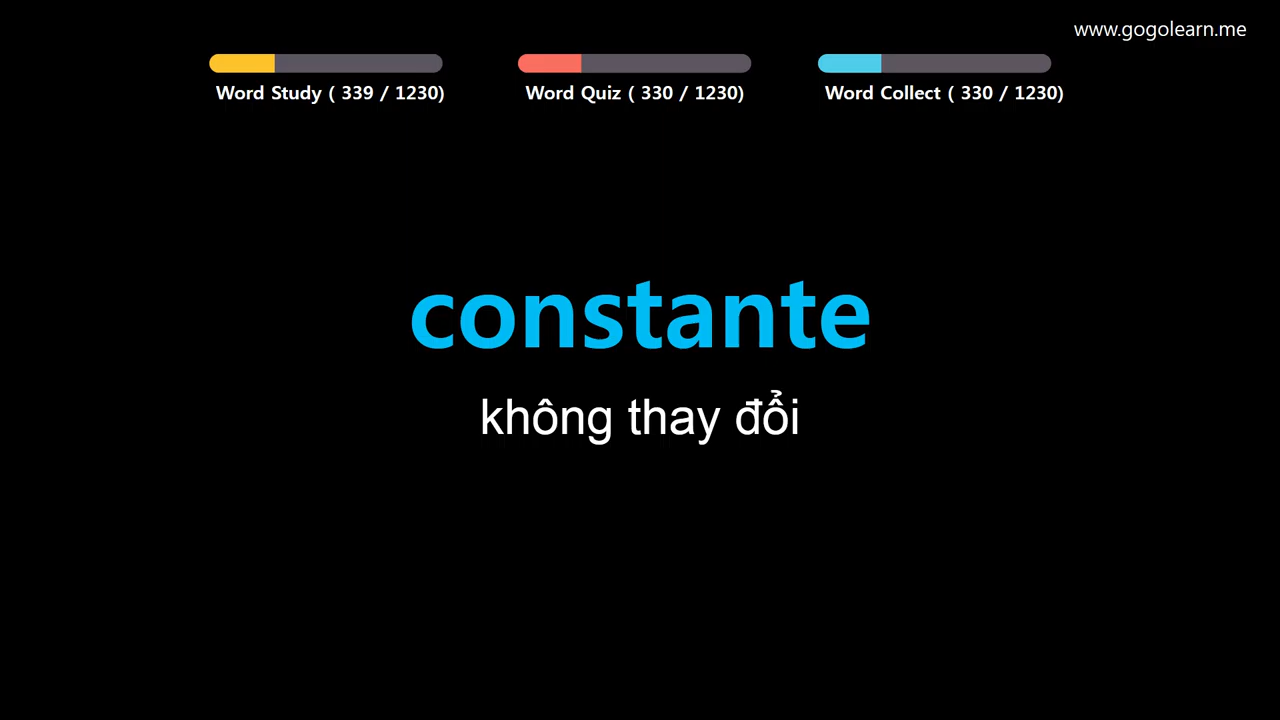 www.gogolearn.me
Word Study ( 339 / 1230)
Word Quiz ( 330 / 1230)
Word Collect ( 330 / 1230)
constante
không thay đổi